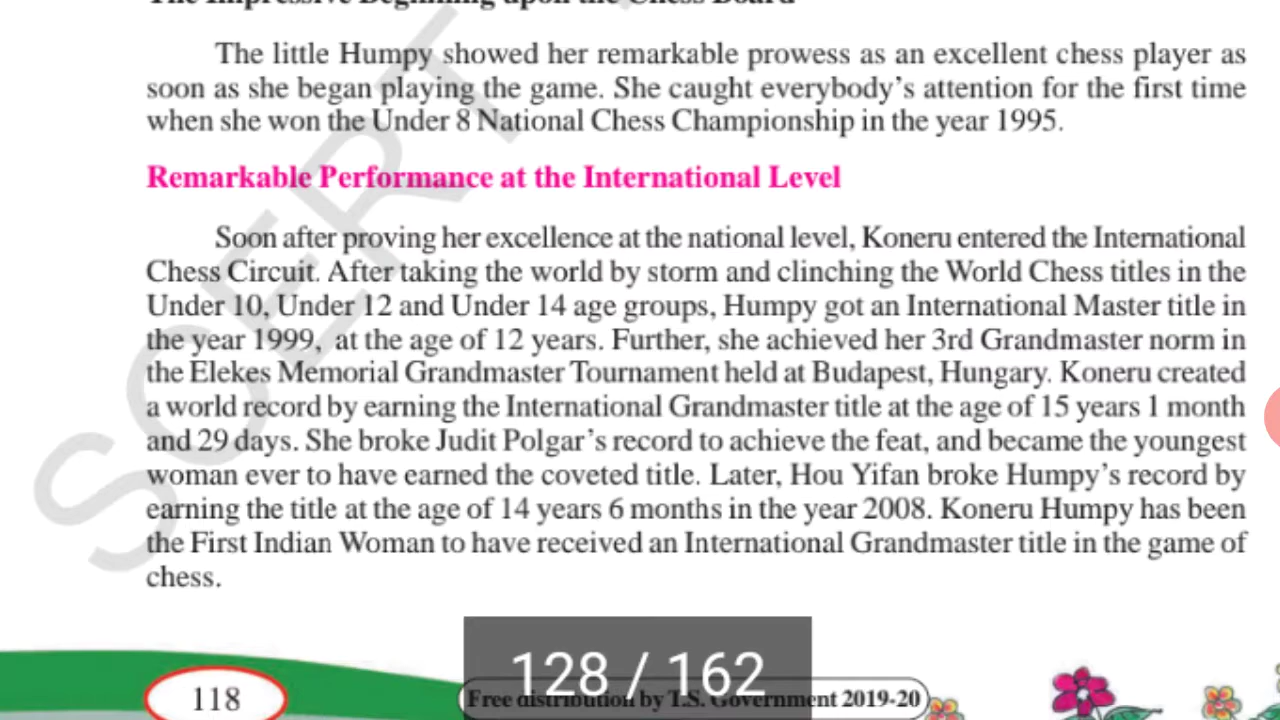 The Impressive Beginning upon the Chess Board
The little Humpy showed her remarkable prowess as an excellent chess player as
soon as she began playing the game. She caught everybody's attention for the first time
when she won the Under 8 National Chess Championship in the year 1995.
Remarkable Performance at the International Level
Soon after proving her excellence at the national level, Koneru entered the International
Chess Circuit. After taking the world by storm and clinching the World Chess titles in the
Under 10, Under 12 and Under 14 age groups, Humpy got an International Master title in
the year 1999, at the age of 12 years. Further, she achieved her 3rd Grandmaster norm in
the Elekes Memorial Grandmaster Tournament held at Budapest, Hungary. Koneru created
a world record by earning the International Grandmaster title at the age of 15 years 1 month
and 29 days. She broke Judit Polgar's record to achieve the feat, and became the youngest
woman ever to have earned the coveted title. Later, Hou Yifan broke Humpy's record by
earning the title at the age of 14 years 6 months in the year 2008. Koneru Humpy has been
the First Indian Woman to have received an International Grandmaster title in the game of
chess.
SCERT
128 / 162
118
Free distribution by T.S. Government 2019-20